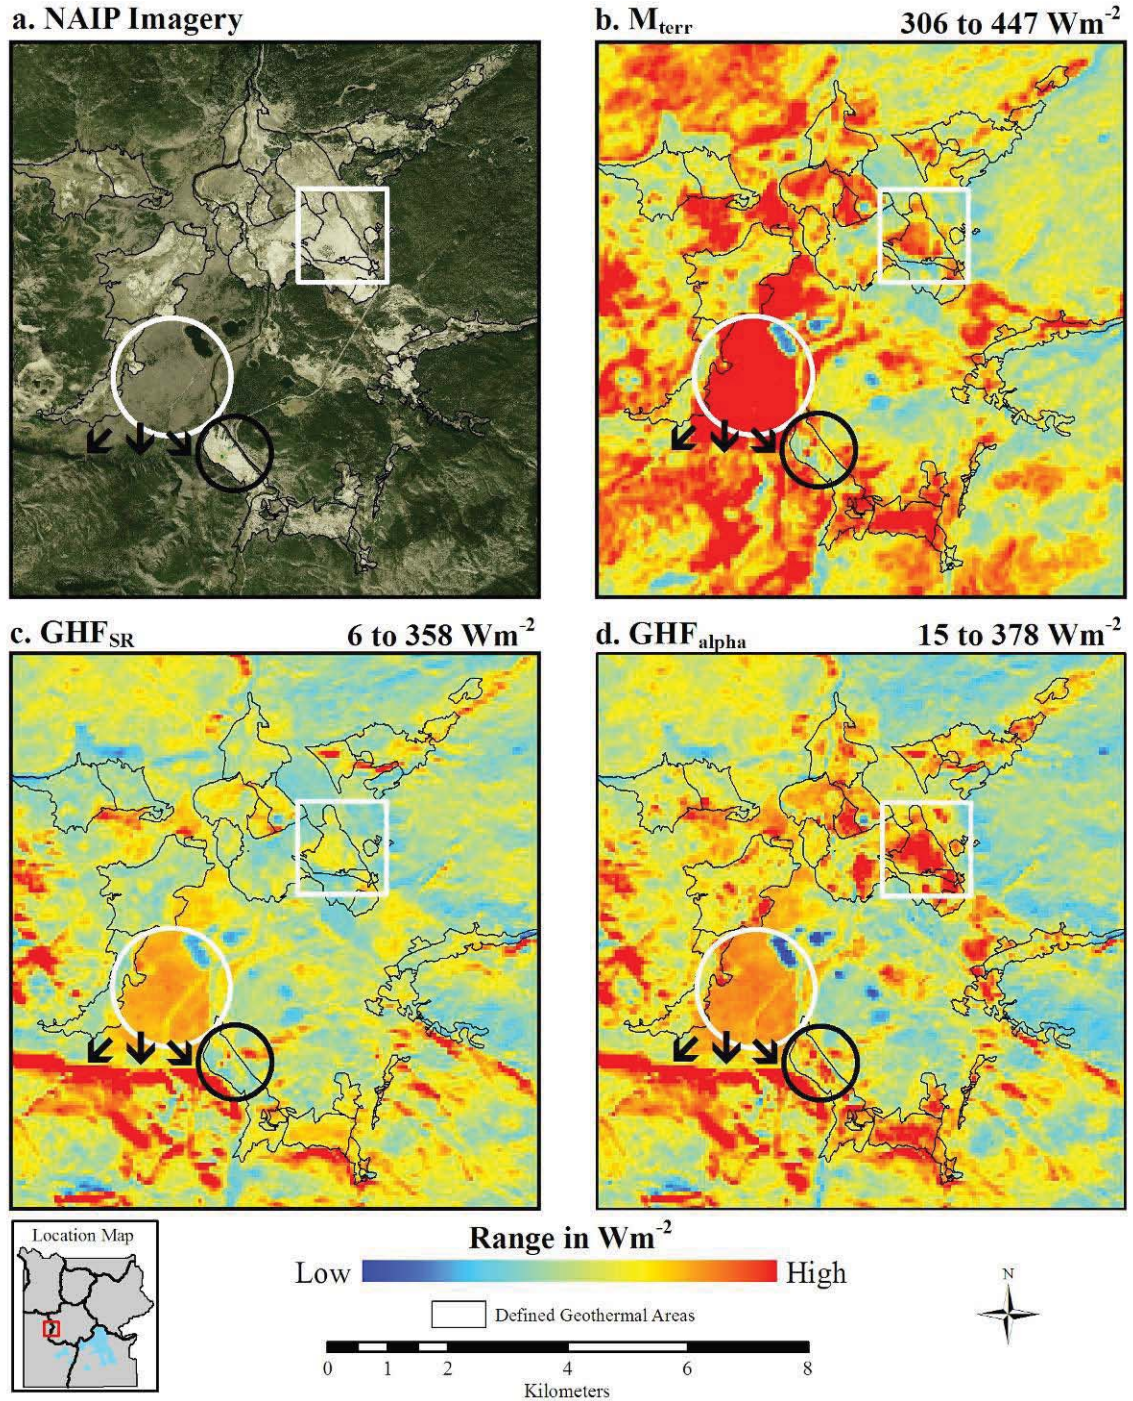 a. NAIP Imagery
b. Mterr 306 to 447 Wm-2
c. GHFSR 6 to 358 Wm-2
d. GHFalpha 15 to 378 Wm-2
Location Map
Range in Wm-2
Low High
Defined Geothermal Areas
0 1 2 4 6 8
Kilometers
N